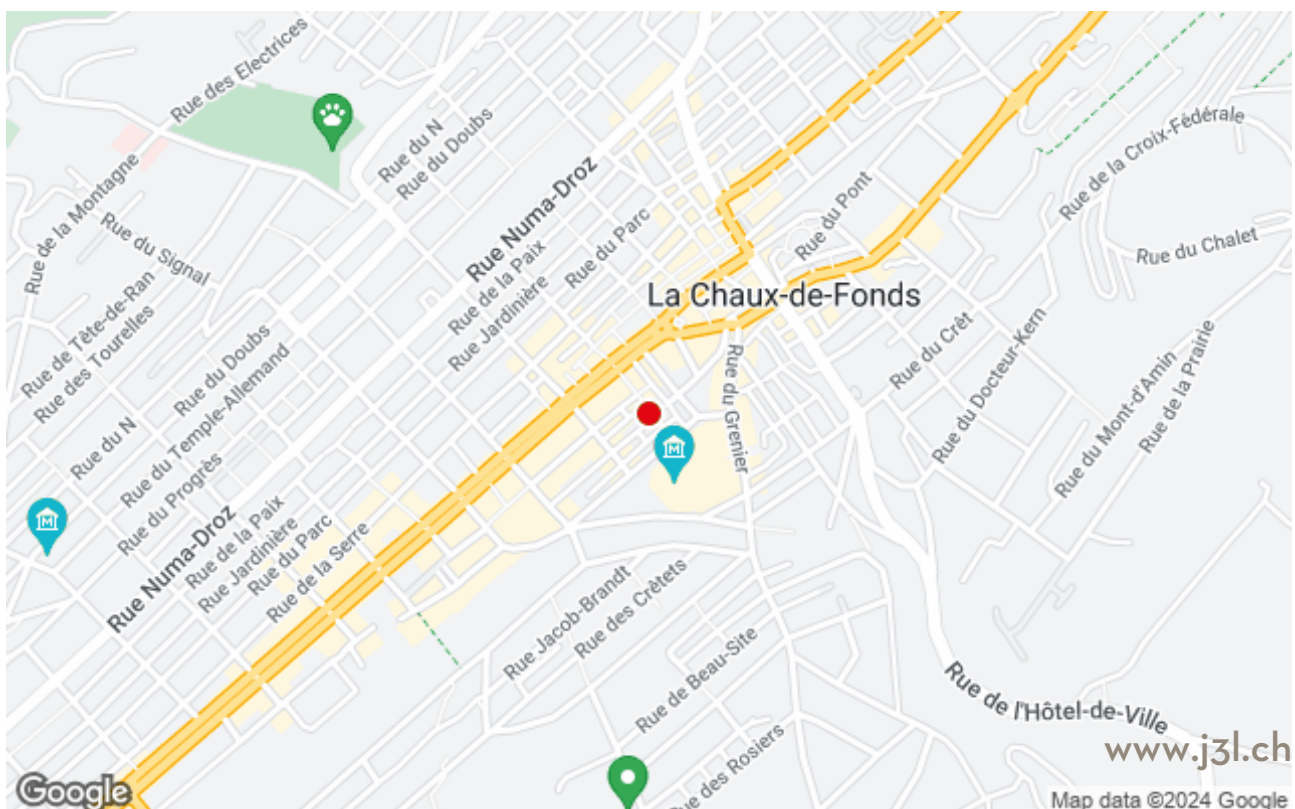 Rue des Electrices
Rue du N
Rue du Doubs
Rue de la Croix-Fédérale
Rue de la Montagne
Rue du Signal
Rue Numa-Droz
Rue du Parc
Rue du Pont
Rue du Chalet
Rue de la Paix
Rue Jardinière
La Chaux-de-Fonds
Rue de Tête-de-Ran
Rue des Tourelles
Rue du Doubs
Rue du Temple-Allemand
Rue du Crêt
Rue du Docteur-Kern
Rue du Grenier
Rue du Mont-d'Amin
Rue de la Prairie
Rue du N
Rue du Progrès
M
M
Rue Numa-Droz
Rue de la Paix
Rue Jardinière
Rue du Parc
Rue de la Serre
Rue Jacob-Brandt
Rue des Crêtets
Rue de Beau-Site
Rue de l'Hôtel-de-Ville
Rue des Rosiers
www.j3l.ch
Google
Map data ©2024 Google